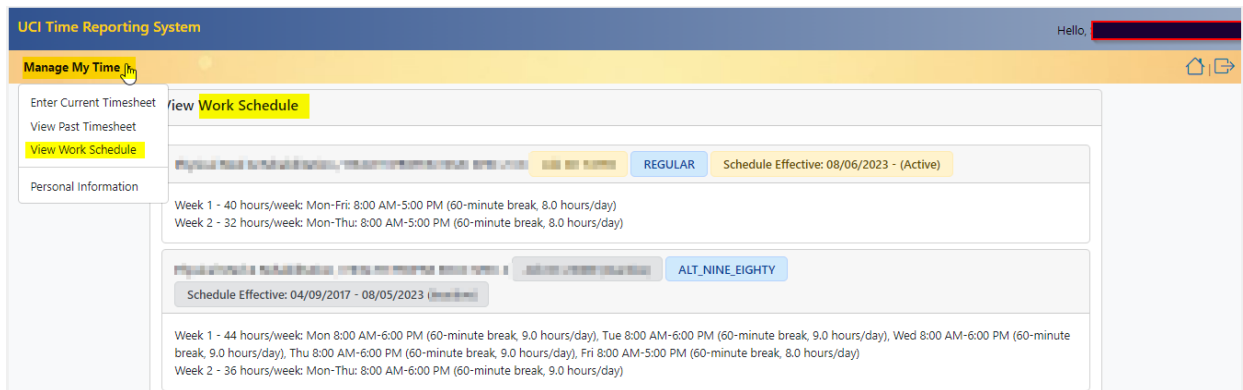 UCI Time Reporting System
Hello,
Manage My Time
Enter Current Timesheet
View Past Timesheet
View Work Schedule
Personal Information
View Work Schedule
REGULAR
Schedule Effective: 08/06/2023 - (Active)
Week 1 - 40 hours/week: Mon-Fri: 8:00 AM-5:00 PM (60-minute break, 8.0 hours/day)
Week 2 - 32 hours/week: Mon-Thu: 8:00 AM-5:00 PM (60-minute break, 8.0 hours/day)
ALT_NINE_EIGHTY
Schedule Effective: 04/09/2017 - 08/05/2023 (
Week 1 - 44 hours/week: Mon 8:00 AM-6:00 PM (60-minute break, 9.0 hours/day), Tue 8:00 AM-6:00 PM (60-minute break, 9.0 hours/day), Wed 8:00 AM-6:00 PM (60-minute
break, 9.0 hours/day), Thu 8:00 AM-6:00 PM (60-minute break, 9.0 hours/day), Fri 8:00 AM-5:00 PM (60-minute break, 8.0 hours/day)
Week 2 - 36 hours/week: Mon-Thu: 8:00 AM-6:00 PM (60-minute break, 9.0 hours/day)